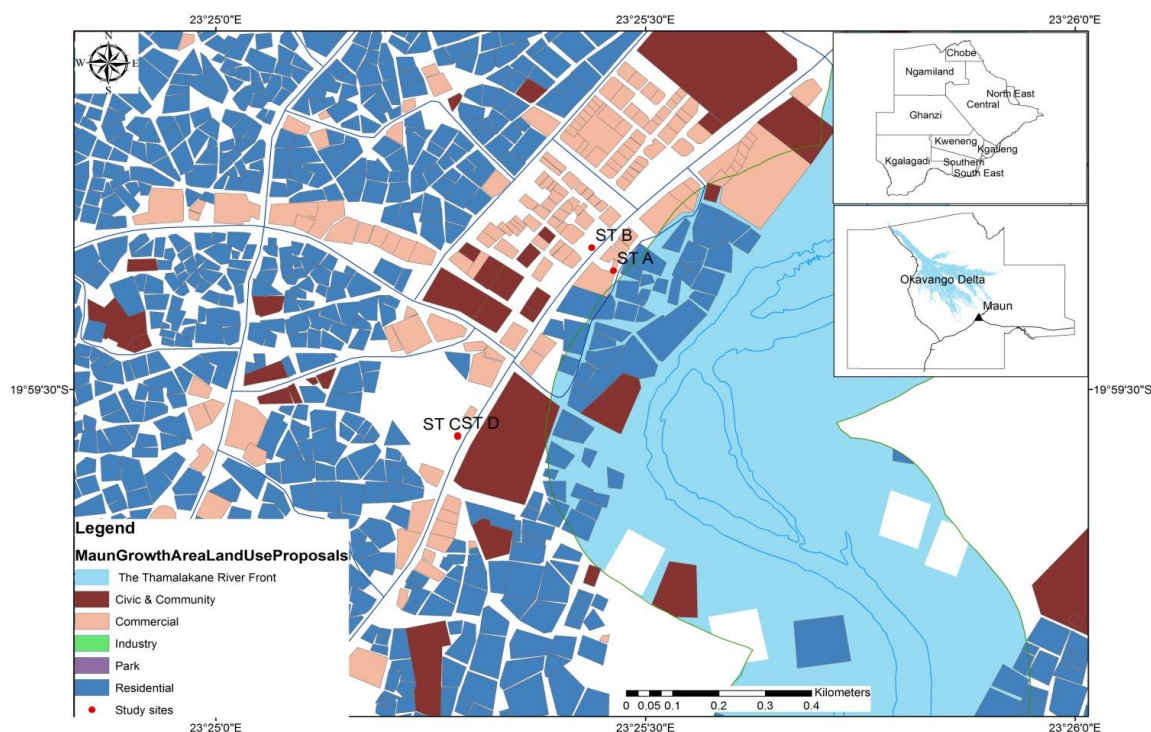 23°25'0"E
23°25'30"E
23°26'0"E
N
W
E
S
Chobe
Ngamiland
North East
Central
Ghanzi
Kweneng
Kgatleng
Kgalagadi
Southern
South East
ST B
ST A
Okavango Delta
Maun
19°59'30"S
19°59'30"S
ST C
ST D
Legend
MaunGrowthAreaLandUseProposals
The Thamalakane River Front
Civic & Community
Commercial
Industry
Park
Residential
Study sites
Kilometers
0 0.05 0.1 0.2 0.3 0.4
23°25'0"E
23°25'30"E
23°26'0"E